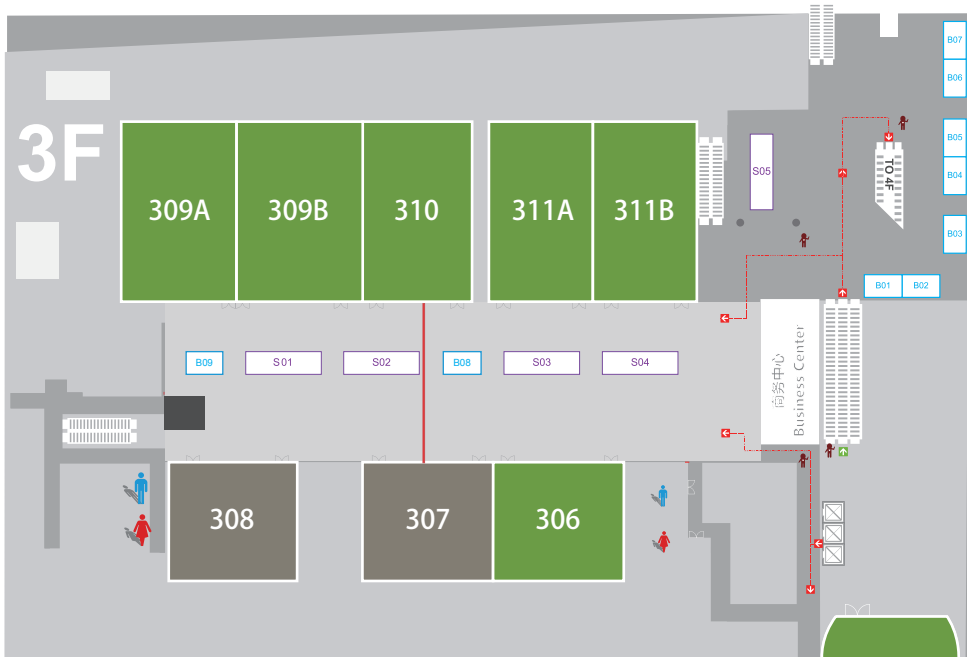 B07
B06
3F
B05
TO 4F
B04
S05
309A
309B
310
311A
311B
B03
B01
B02
B09
S01
S02
B08
S03
S04
商务中心
Business Center
308
307
306